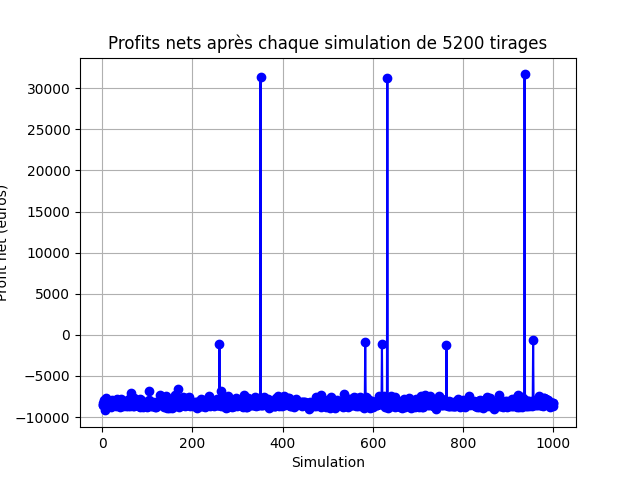 Profits nets après chaque simulation de 5200 tirages
Profit net (euros)
30000
25000
20000
15000
10000
5000
0
−5000
−10000
0 200 400 600 800 1000
Simulation